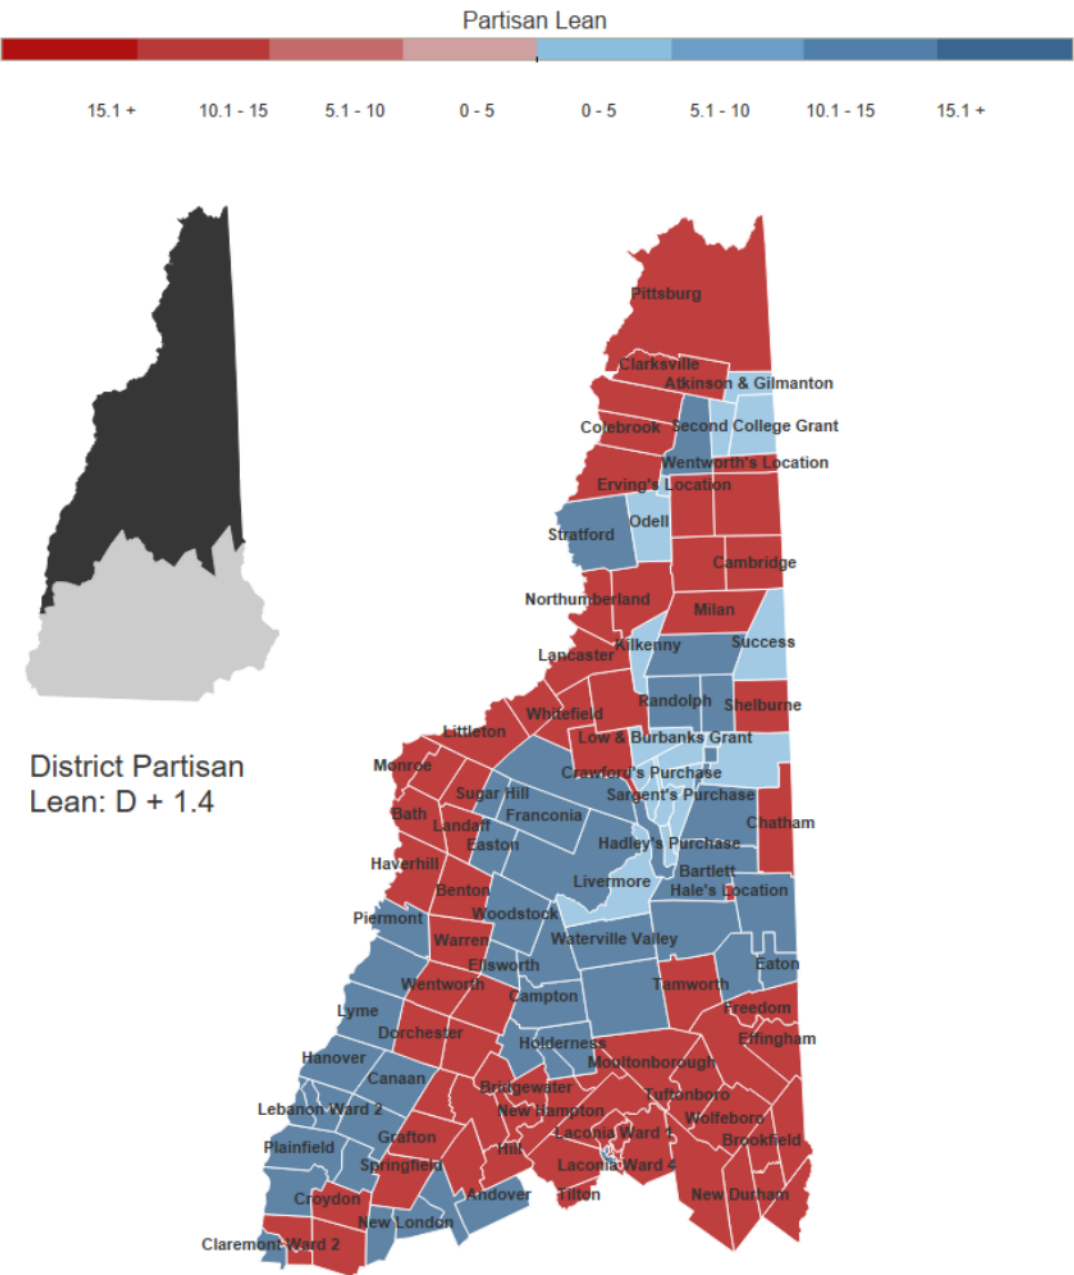 Partisan Lean
15.1 +
10.1 - 15
5.1 - 10
0 - 5
0 - 5
5.1 - 10
10.1 - 15
15.1 +
Pittsburg
Clarksville
Atkinson & Gilmanton
Colebrook
Second College Grant
Wentworth's Location
Erving's Location
Odell
Stratford
Cambridge
Northumberland
Milan
Success
Kilkenny
Lancaster
Randolph
Shelburne
Whitefield
Littleton
Low & Burbanks Grant
District Partisan
Lean: D + 1.4
Monroe
Crawford's Purchase
Sugar Hill
Sargent's Purchase
Bath
Franconia
Landaff
Chatham
Easton
Hadley's Purchase
Haverhill
Bartlett
Livermore
Benton
Hale's Location
Piermont
Woodstock
Warren
Waterville Valley
Ellsworth
Eaton
Wentworth
Tamworth
Campton
Freedom
Lyme
Dorchester
Effingham
Holderness
Hanover
Moultonborough
Canaan
Bridgewater
Tuftonboro
Lebanon Ward 2
New Hampton
Wolfeboro
Laconia Ward 1
Grafton
Brookfield
Plainfield
Hill
Springfield
Laconia Ward 4
Croydon
Andover
Tilton
New Durham
New London
Claremont Ward 2